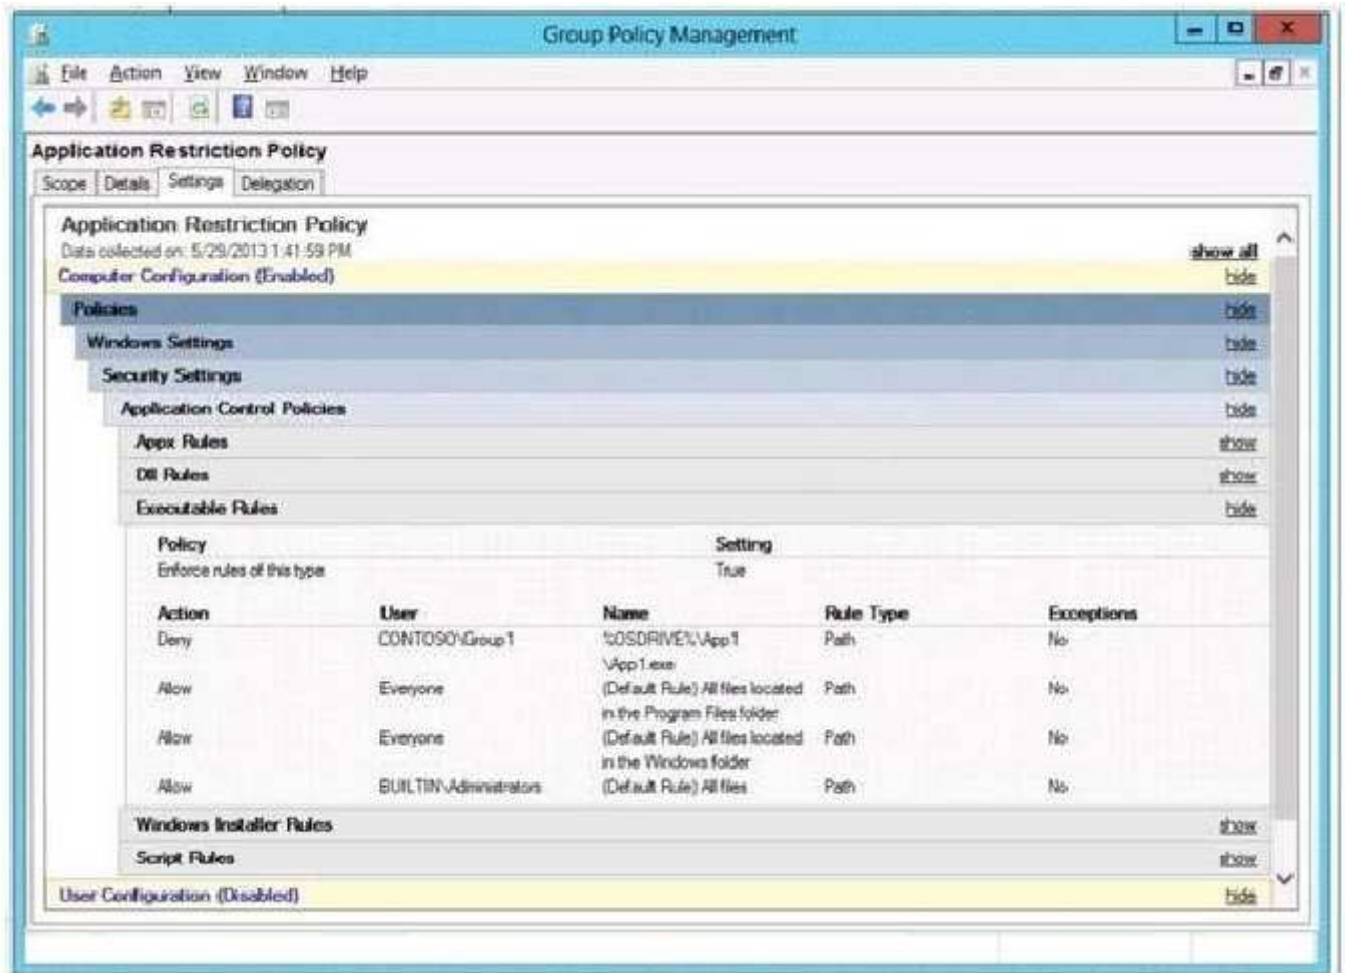 Group Policy Management
File Action View Window Help
Application Restriction Policy
Scope Details Settings Delegation
Application Restriction Policy
Data collected on: 5/29/2013 1:41:59 PM
show all
Computer Configuration (Enabled) hide
Policies hide
Windows Settings hide
Security Settings hide
Application Control Policies hide
Appx Rules show
Dll Rules show
Executable Rules hide
Policy Setting
Enforce rules of this type True
Action User Name Rule Type Exceptions
Deny CONTOSO\Group1 %OSDRIVE%\App1 Path No
\App1.exe
Allow Everyone (Default Rule) All files located Path No
in the Program Files folder
Allow Everyone (Default Rule) All files located Path No
in the Windows folder
Allow BUILTIN\Administrators (Default Rule) All files Path No
Windows Installer Rules show
Script Rules show
User Configuration (Disabled) hide